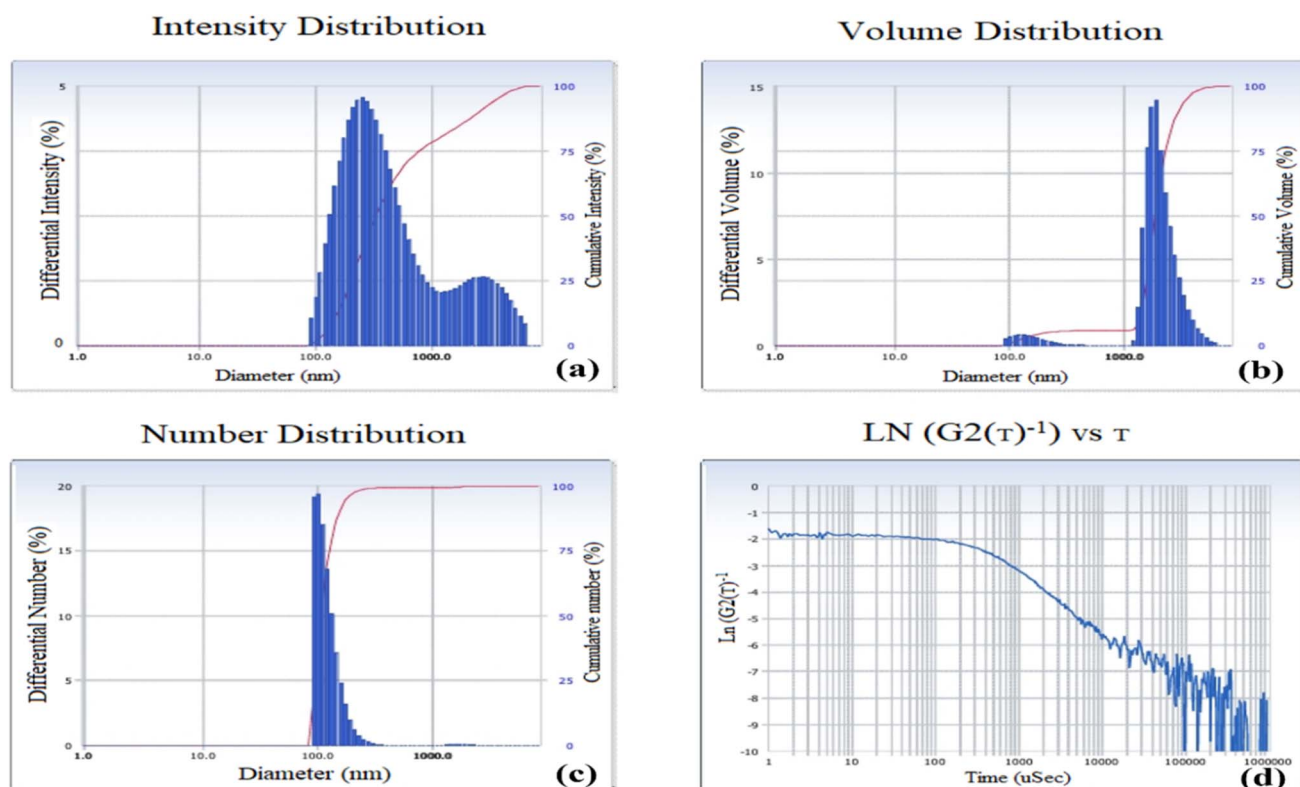 Intensity Distribution
Differential Intensity (%)
5
0
100
75
50
25
0
Cumulative Intensity (%)
1.0 10.0 100.0 1000.0
Diameter (nm)
(a)
Volume Distribution
Differential Volume (%)
15
10
5
0
100
75
50
25
0
Cumulative Volume (%)
1.0 10.0 100.0 1000.0
Diameter (nm)
(b)
Number Distribution
Differential Number (%)
20
15
10
5
0
100
75
50
25
0
Cumulative number (%)
1.0 10.0 100.0 1000.0
Diameter (nm)
(c)
LN (G2(τ)-1) vs τ
Ln (G2(τ)-1
0
-1
-2
-3
-4
-5
-6
-7
-8
-9
-10
1 10 100 1000 10000 100000 1000000
Time (uSec)
(d)